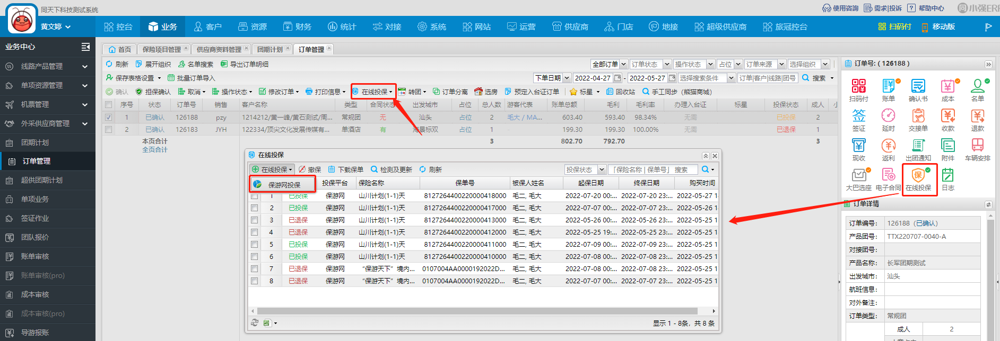 同天下科技测试系统
使用咨询 需求|投诉 帮助中心 小强ERP
黄文婷
控台 业务 客户 资源 财务 统计 对接 系统 网站 运营 供应商 门店 地接 超级供应商 旅冠控台 扫码付 移动版
业务中心
线路产品管理
单项资源管理
机票管理
外采供应商管理
团期计划
订单管理
超供团期计划
单项业务
签证作业
团队报价
账单审核
账单审核(pro)
成本审核
成本审核(pro)
导游报账
首页 保险项目管理 供应商资料管理 团期计划 订单管理
刷新 展开组织 名单搜索 导出订单明细 全部订单 订单状态 操作状态 占位 订单来源 选择组织
保存表格设置 批量订单导入 下单日期 2022-04-27 - 2022-05-27 选择搜索条件 订单|客户|线路|团号 搜索
确认 担保确认 取消 操作状态 修改订单 打印信息 在线投保 转团 订单分离 选房 预定入台证订单 标星 回收站 手工同步（熊猫商城）
序号 状态 订单号 销售 客户名称 类型 合同状态 出发城市 占位 总人数 游客代表 账单总额 毛利 毛利率 办理入台证 标星 投保状态 成人
1 已确认 126188 pzy 1214212/黄一峰/黄石测试/周... 常规团 无 汕头 占位 2 毛大 / MA... 603.40 593.40 98.34% 无需 已投保 2
2 已确认 126183 JYH 122334/顶尖文化发展传媒有... 单酒店 有 海景标双 占位 1 - 199.30 199.30 100.00% 无需 已退保 1
本页合计 3 802.70 792.70 3
全页合计
在线投保
在线投保 撤保 下载保单 检测及更新 刷新 投保状态 「保险名称 | 保单号」 搜索
保游网投保
投保平台 保险名称 保单号 被保人姓名 起保日期 终保日期 购买时间
1 已投保 保游网 山川计划(1-1)天 8127264400220000418000 毛二, 毛大 2022-07-20 00:... 2022-07-20 23:... 2022-05-27 1
2 已投保 保游网 山川计划(1-1)天 8127264400220000417000 毛二, 毛大 2022-07-07 00:... 2022-07-07 23:... 2022-05-26 1
3 已退保 保游网 山川计划(1-1)天 8127264400220000413000 毛二, 毛大 2022-05-26 00:... 2022-05-26 23:... 2022-05-25 1
4 已退保 保游网 山川计划(1-1)天 8127264400220000412000 毛二, 毛大 2022-05-25 19:... 2022-05-25 23:... 2022-05-25 1
5 已投保 保游网 山川计划(1-1)天 8127264400220000411000 毛二, 毛大 2022-07-09 00:... 2022-07-09 23:... 2022-05-25 1
6 已投保 保游网 山川计划(1-1)天 8127264400220000410000 毛二, 毛大 2022-07-08 00:... 2022-07-08 23:... 2022-05-25 1
7 已退保 保游网 “保游天下”境内... 0107004AA0000192022D... 毛二, 毛大 2022-07-08 00:... 2022-07-08 23:... 2022-05-25 1
8 已退保 保游网 “保游天下”境内... 0107004AA0000192022D... 毛二, 毛大 2022-07-07 00:... 2022-07-07 23:... 2022-05-25 1
显示 1 - 8条，共 8 条
订单号:（126188 ）
扫码付 账单 确认书 成本 名单
签证 延时 交接单 收款 退款
现收 返利 出团通知 附件 车辆安排
大巴选座 电子合同 在线投保 日志
订单详情
订单编号: 126188（已确认）
产品团号: TTX220707-0040-A
对接团号:
产品名称: 长军团期测试
出发城市: 汕头
航班信息:
对外备注:
订单类型: 常规团
成人 2